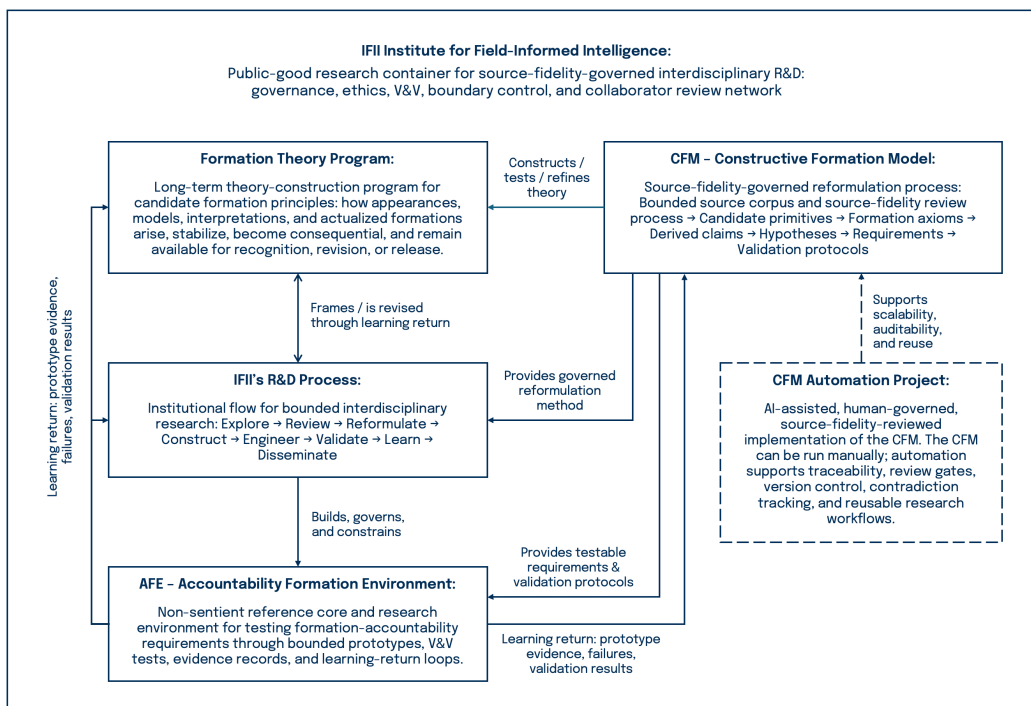 IFII Institute for Field-Informed Intelligence:
Public-good research container for source-fidelity-governed interdisciplinary R&D:
governance, ethics, V&V, boundary control, and collaborator review network
Formation Theory Program:
Long-term theory-construction program for
candidate formation principles: how appearances,
models, interpretations, and actualized formations
arise, stabilize, become consequential, and remain
available for recognition, revision, or release.
Constructs /
tests / refines
theory
CFM – Constructive Formation Model:
Source-fidelity-governed reformulation process:
Bounded source corpus and source-fidelity review
process → Candidate primitives → Formation axioms →
Derived claims → Hypotheses → Requirements →
Validation protocols
Learning return: prototype evidence,
failures, validation results
Frames / is revised
through learning return
Supports
scalability,
auditability,
and reuse
IFII's R&D Process:
Institutional flow for bounded interdisciplinary
research: Explore → Review → Reformulate →
Construct → Engineer → Validate → Learn →
Disseminate
Provides governed
reformulation
method
CFM Automation Project:
AI-assisted, human-governed,
source-fidelity-reviewed
implementation of the CFM. The CFM
can be run manually; automation
supports traceability, review gates,
version control, contradiction
tracking, and reusable research
workflows.
Builds, governs,
and constrains
Provides testable
requirements &
validation protocols
AFE – Accountability Formation Environment:
Non-sentient reference core and research
environment for testing formation-accountability
requirements through bounded prototypes, V&V
tests, evidence records, and learning-return loops.
Learning return: prototype
evidence, failures,
validation results